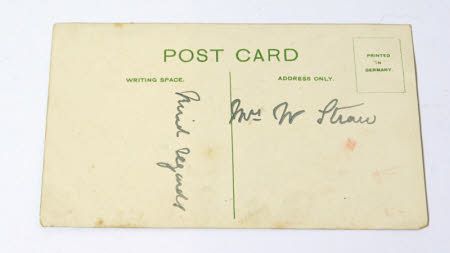 POST CARD
PRINTED
IN
GERMANY.
WRITING SPACE.
ADDRESS ONLY.
Kind regards
Mrs W Straw